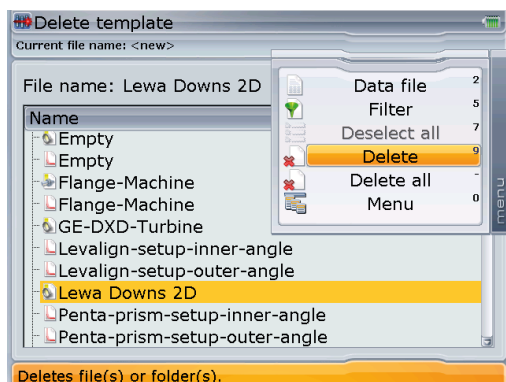 Delete template
Current file name: <new>
File name: Lewa Downs 2D
Name
Empty
Empty
Flange-Machine
Flange-Machine
GE-DXD-Turbine
Levalign-setup-inner-angle
Levalign-setup-outer-angle
Lewa Downs 2D
Penta-prism-setup-inner-angle
Penta-prism-setup-outer-angle
Data file 2
Filter 5
Deselect all 7
Delete 9
Delete all -
Menu 0
menu
Deletes file(s) or folder(s).